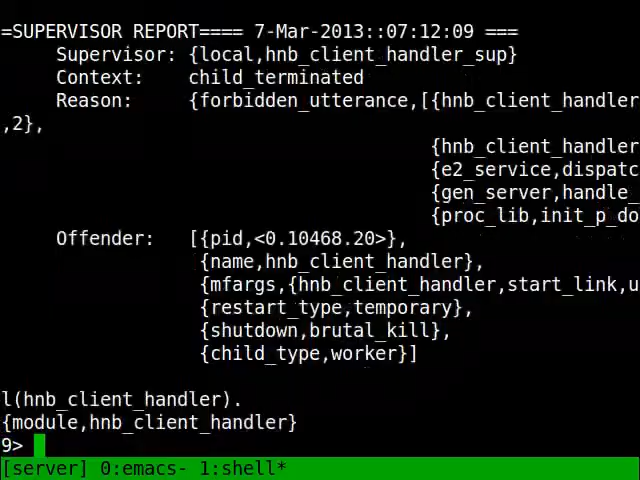 =SUPERVISOR REPORT==== 7-Mar-2013::07:12:09 ===
Supervisor: {local,hnb_client_handler_sup}
Context: child_terminated
Reason: {forbidden_utterance,[{hnb_client_handler
,2},
{hnb_client_handler
{e2_service,dispatc
{gen_server,handle_
{proc_lib,init_p_do
Offender: [{pid,<0.10468.20>},
{name,hnb_client_handler},
{mfargs,{hnb_client_handler,start_link,u
{restart_type,temporary},
{shutdown,brutal_kill},
{child_type,worker}]
l(hnb_client_handler).
{module,hnb_client_handler}
9>
[server] 0:emacs- 1:shell*